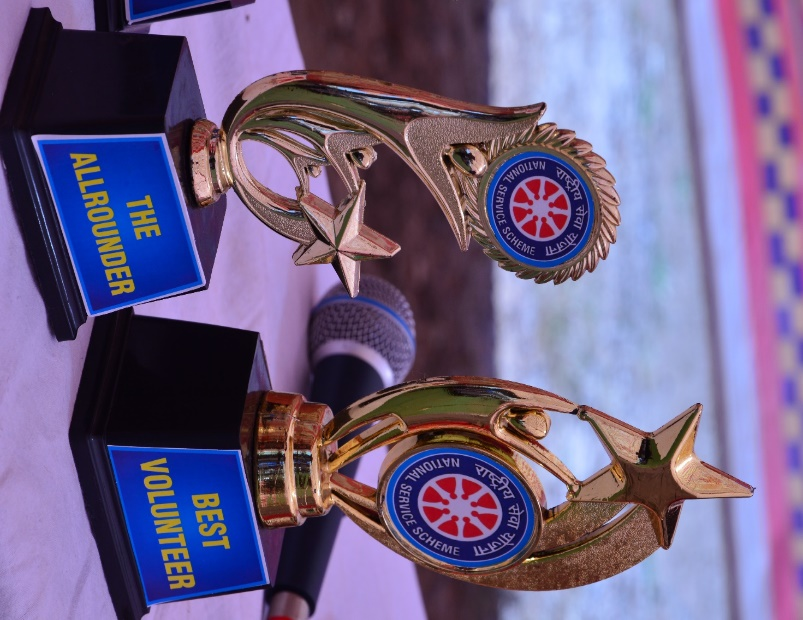 THE
ALLROUNDER
राष्ट्रीय सेवा योजना
NATIONAL SERVICE SCHEME
BEST
VOLUNTEER
राष्ट्रीय सेवा योजना
NATIONAL SERVICE SCHEME